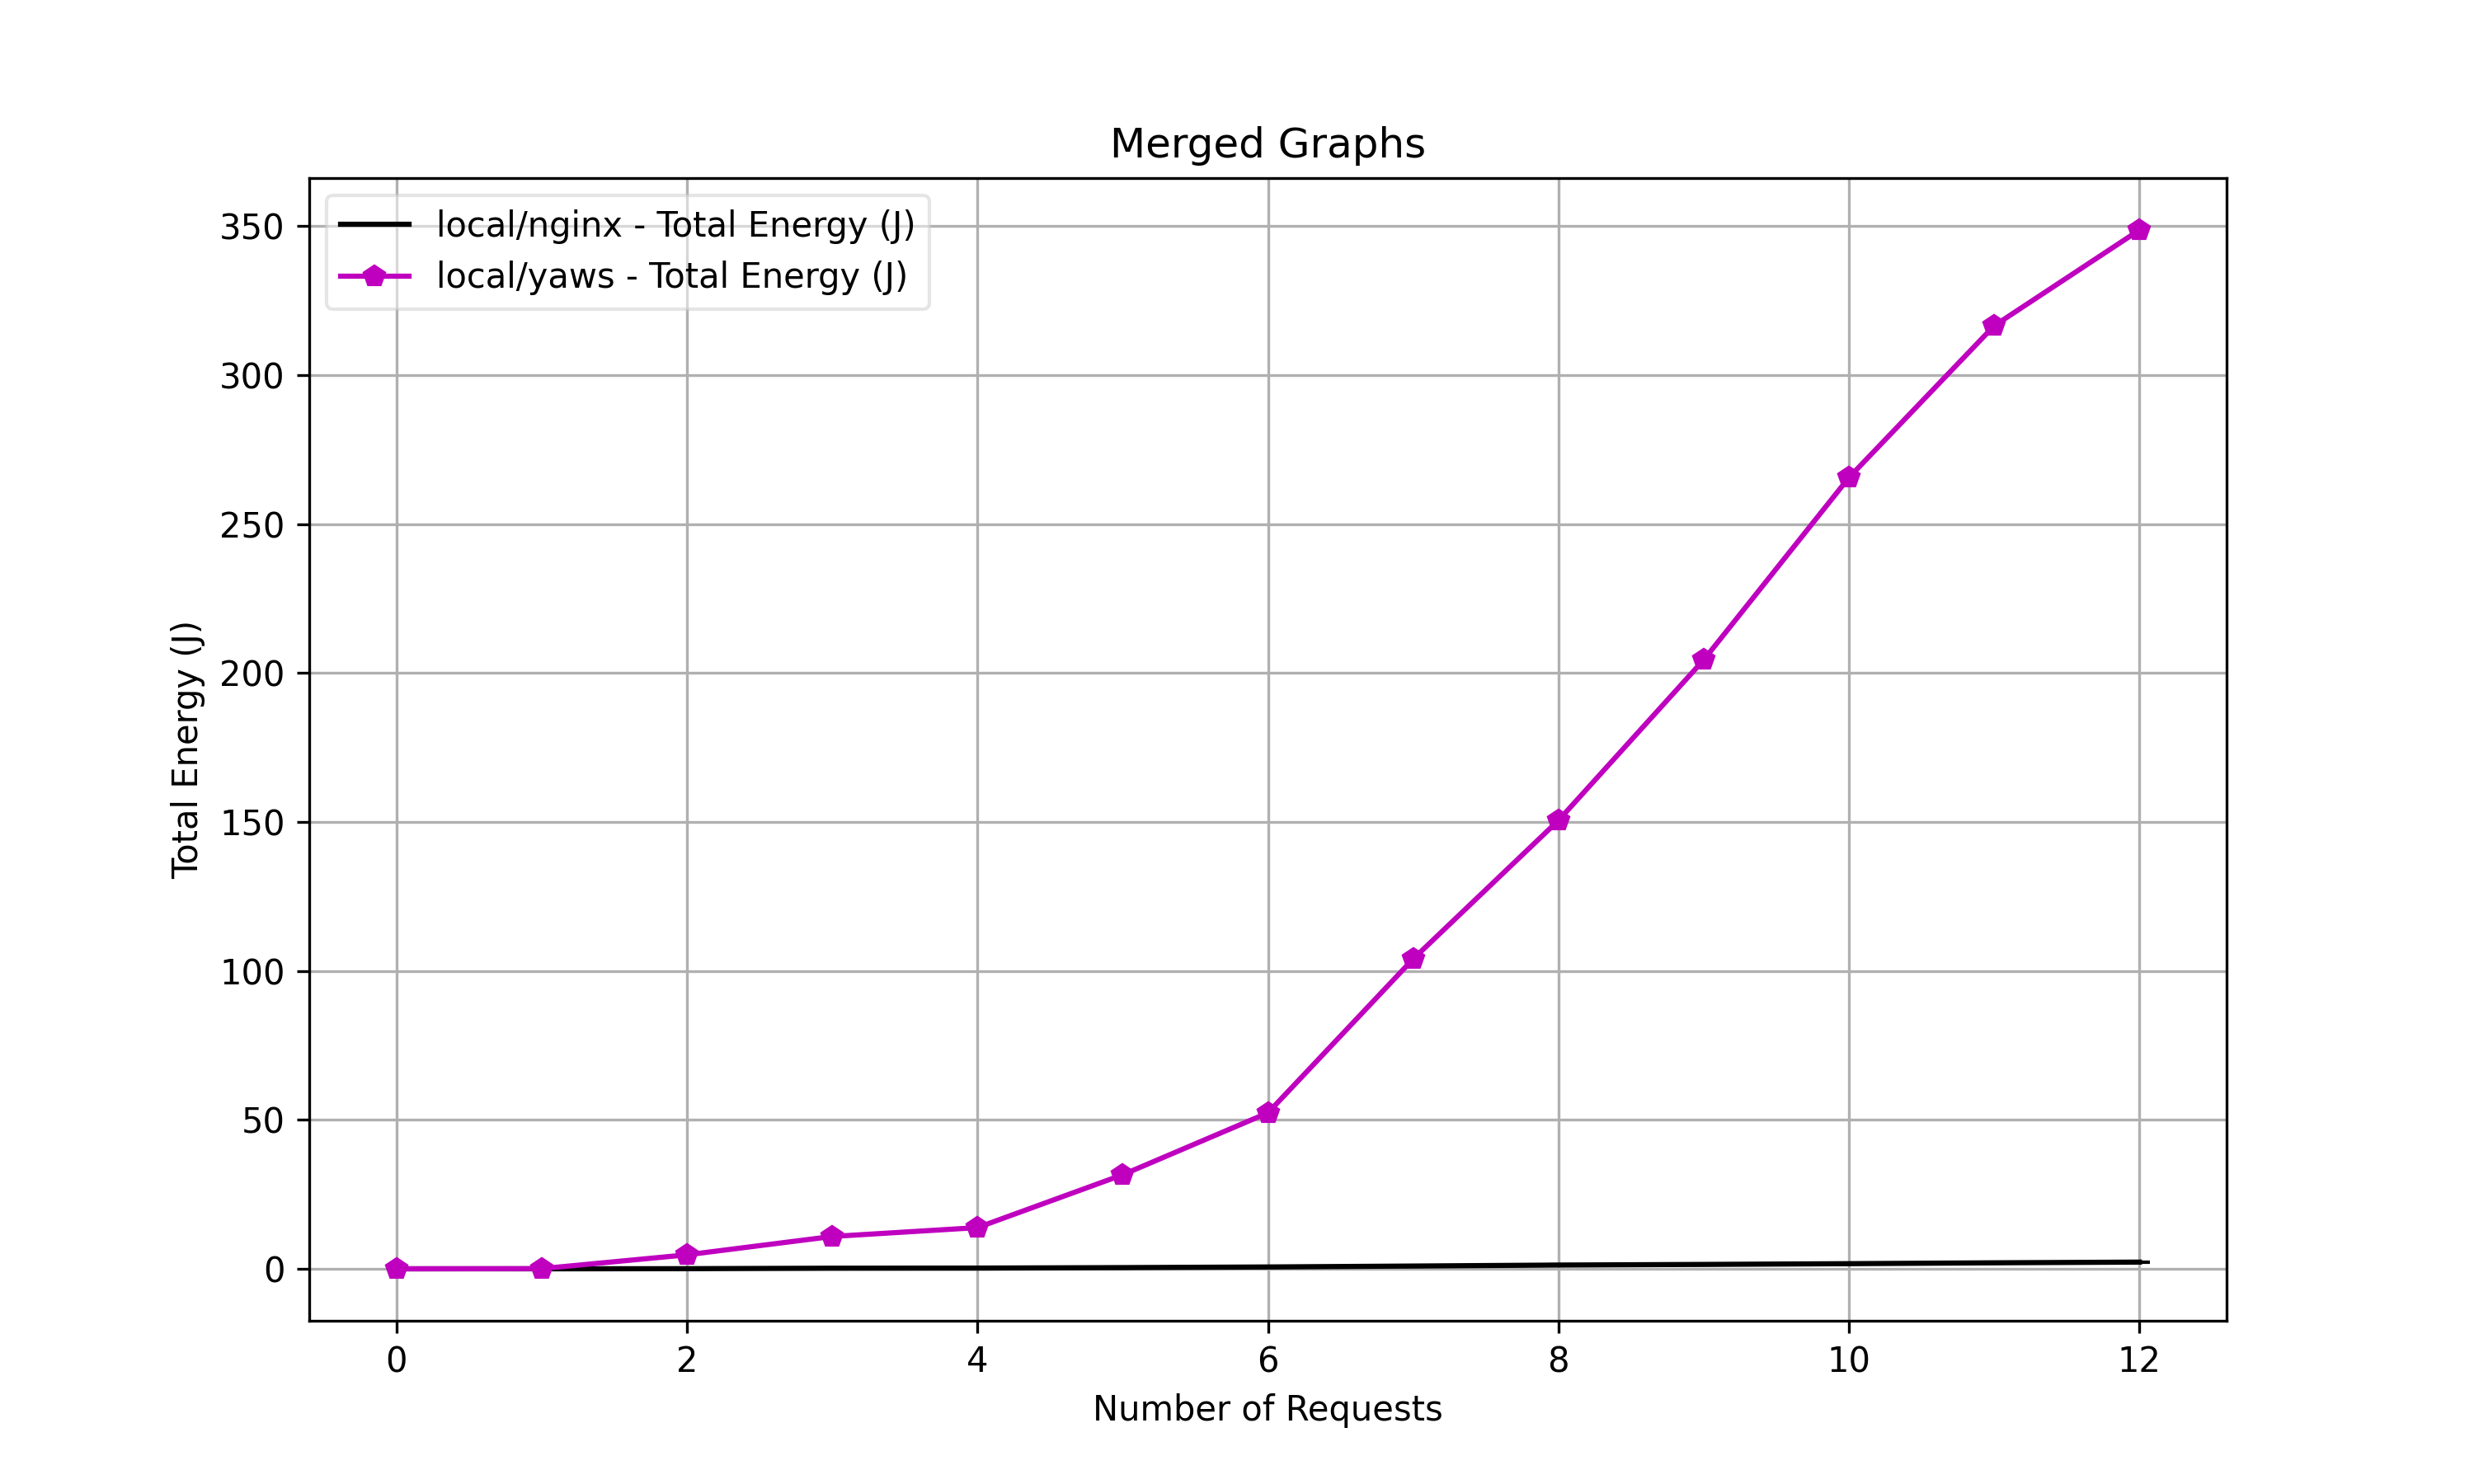 Merged Graphs
local/nginx - Total Energy (J)
local/yaws - Total Energy (J)
350
300
250
200
150
100
50
0
Total Energy (J)
0 2 4 6 8 10 12
Number of Requests